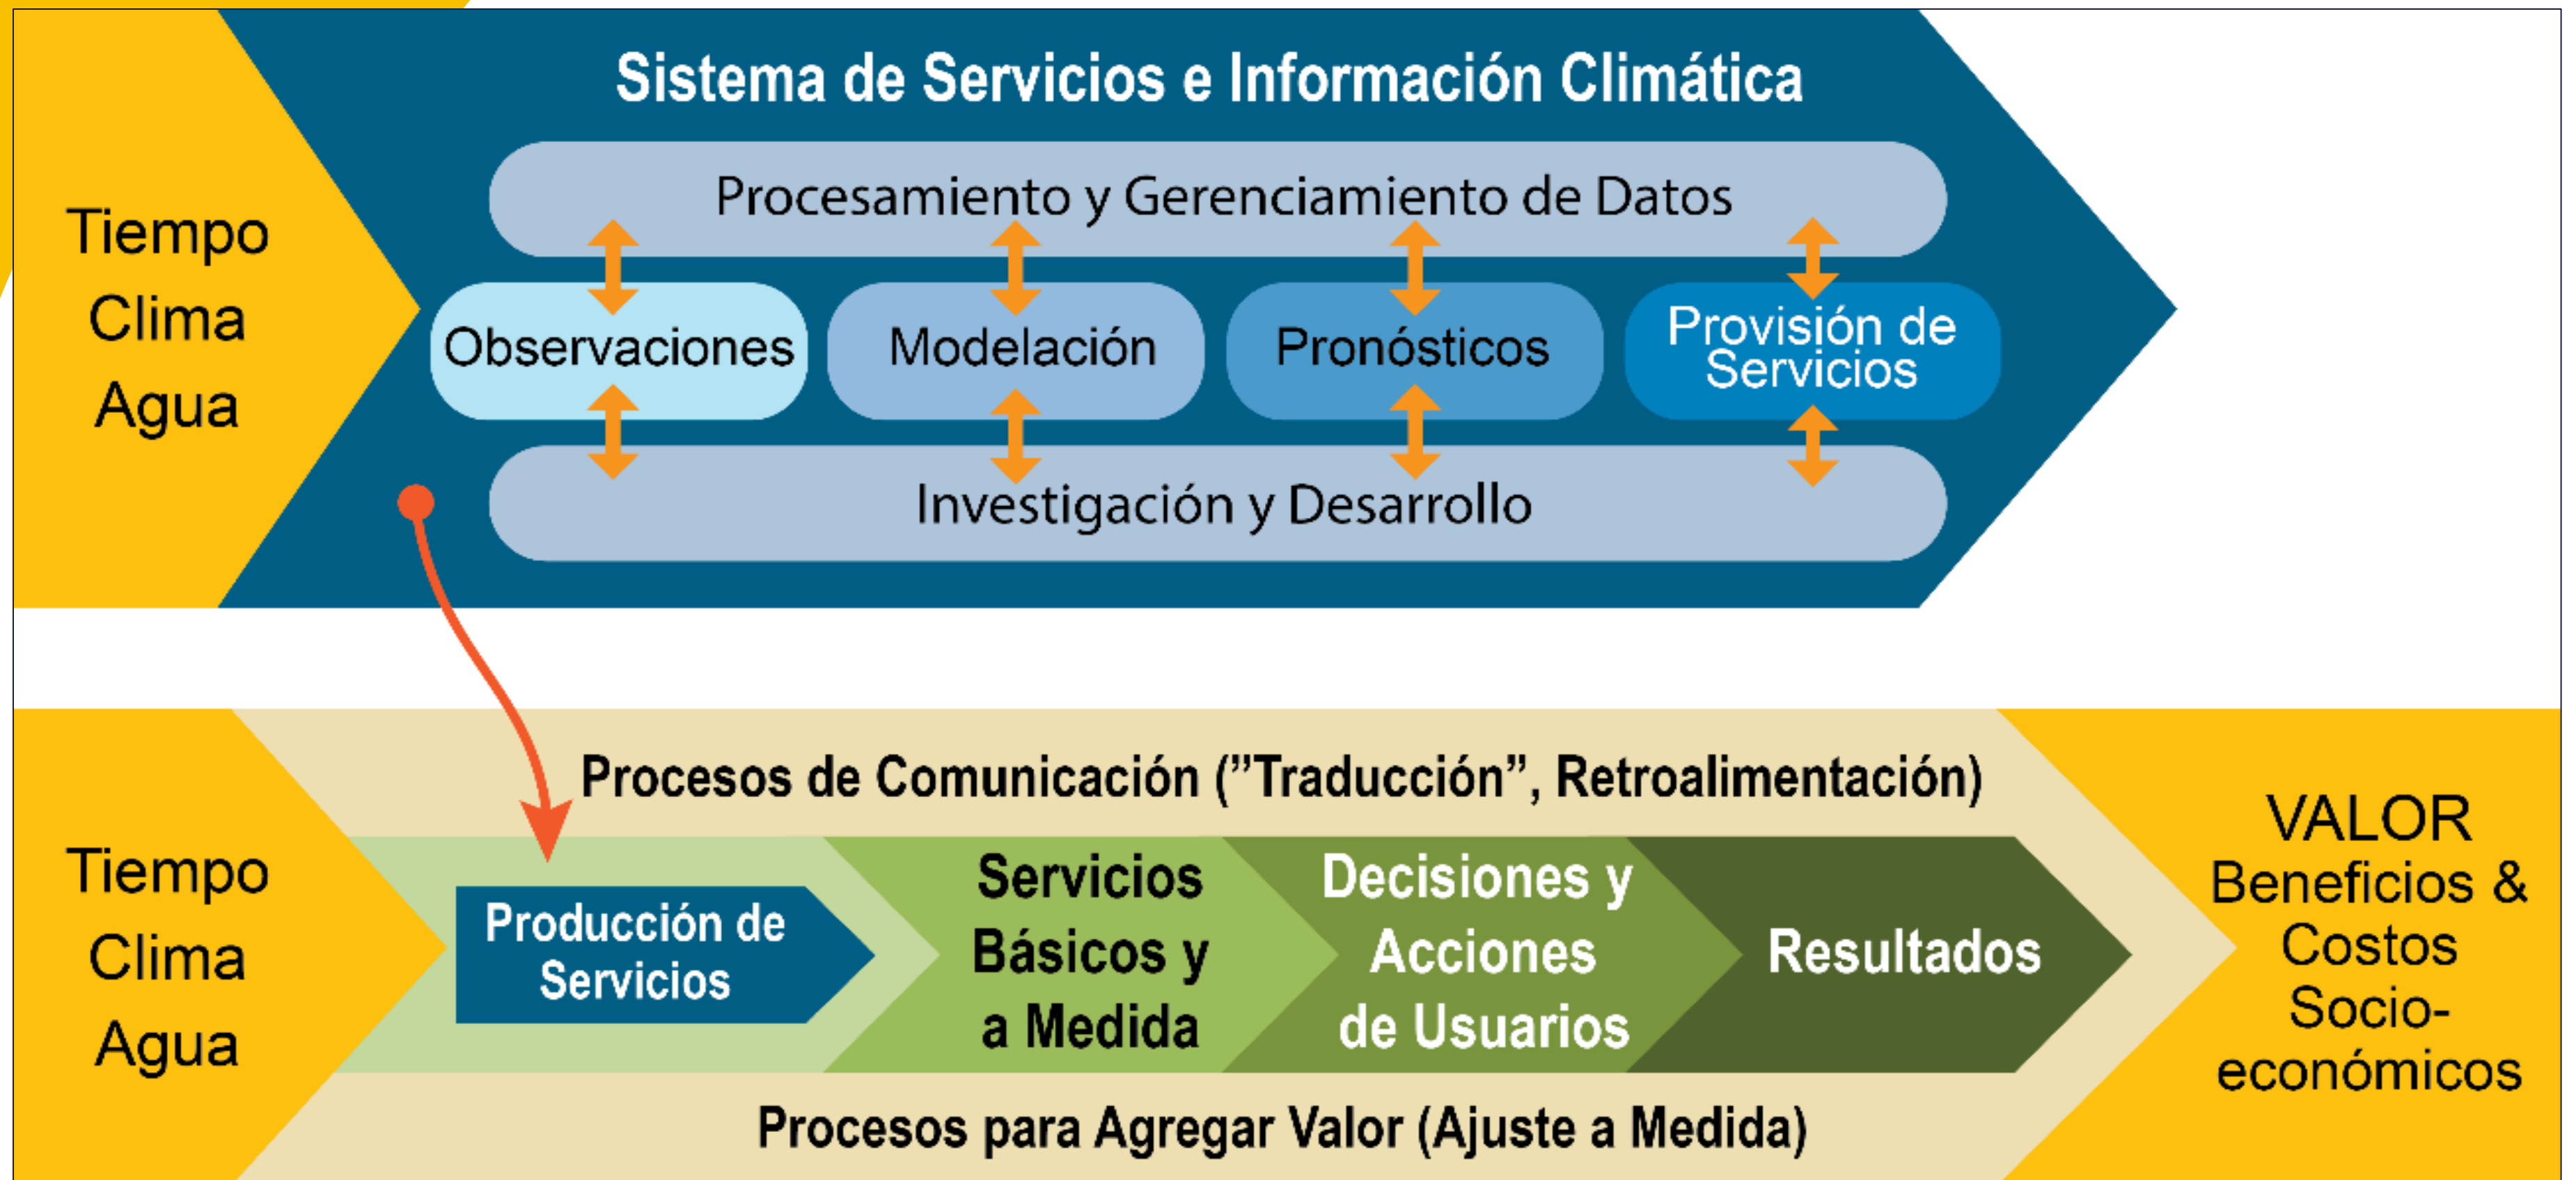 Sistema de Servicios e Información Climática
Tiempo
Clima
Agua
Procesamiento y Gerenciamiento de Datos
Observaciones
Modelación
Pronósticos
Provisión de
Servicios
Investigación y Desarrollo
Procesos de Comunicación (”Traducción”, Retroalimentación)
Tiempo
Clima
Agua
Producción de
Servicios
Servicios
Básicos y
a Medida
Decisiones y
Acciones
de Usuarios
Resultados
VALOR
Beneficios &
Costos
Socio-
económicos
Procesos para Agregar Valor (Ajuste a Medida)